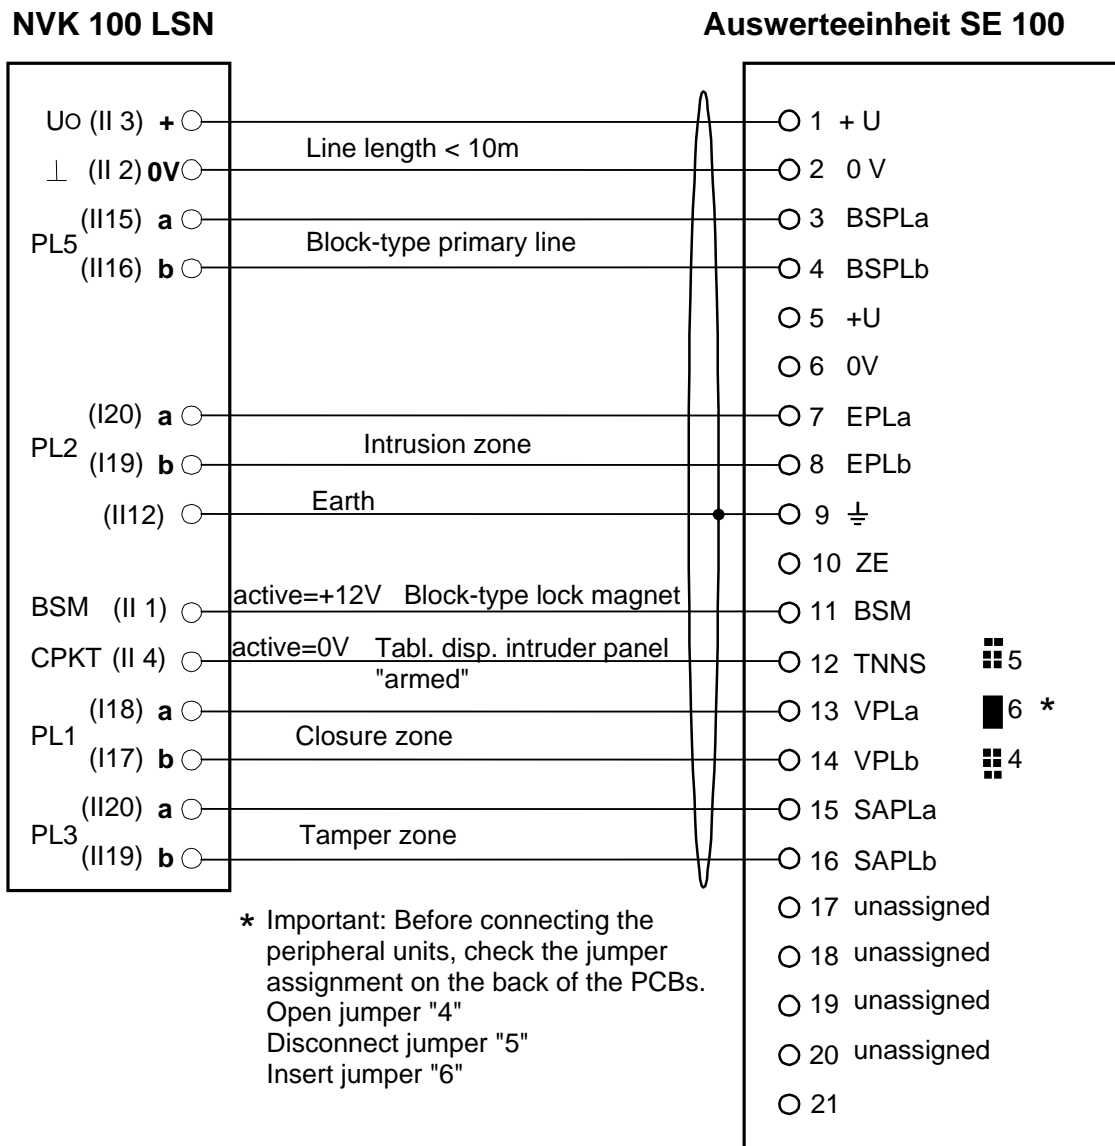 NVK 100 LSN
Auswerteeinheit SE 100
UO (II 3) +
1 + U
Line length < 10m
⊥ (II 2) 0V
2 0 V
PL5
(II15) a
3 BSPLa
Block-type primary line
(II16) b
4 BSPLb
5 +U
6 0V
PL2
(I20) a
7 EPLa
Intrusion zone
(I19) b
8 EPLb
Earth
(II12)
9 ⏚
10 ZE
BSM (II 1)
active=+12V Block-type lock magnet
11 BSM
CPKT (II 4)
active=0V Tabl. disp. intruder panel
"armed"
12 TNNS
5
PL1
(I18) a
13 VPLa
6 *
Closure zone
(I17) b
14 VPLb
4
PL3
(II20) a
15 SAPLa
Tamper zone
(II19) b
16 SAPLb
17 unassigned
18 unassigned
19 unassigned
20 unassigned
21
* Important: Before connecting the
peripheral units, check the jumper
assignment on the back of the PCBs.
Open jumper "4"
Disconnect jumper "5"
Insert jumper "6"